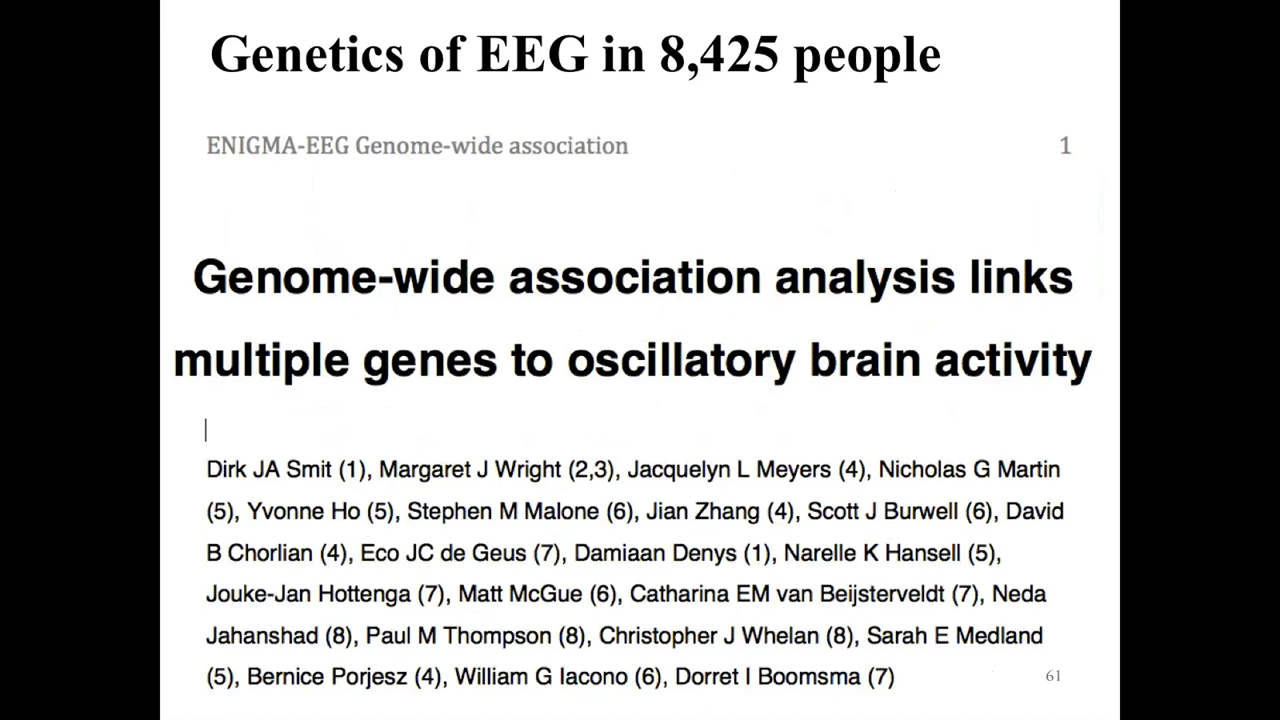 Genetics of EEG in 8,425 people
ENIGMA-EEG Genome-wide association 1
Genome-wide association analysis links
multiple genes to oscillatory brain activity
Dirk JA Smit (1), Margaret J Wright (2,3), Jacquelyn L Meyers (4), Nicholas G Martin
(5), Yvonne Ho (5), Stephen M Malone (6), Jian Zhang (4), Scott J Burwell (6), David
B Chorlian (4), Eco JC de Geus (7), Damiaan Denys (1), Narelle K Hansell (5),
Jouke-Jan Hottenga (7), Matt McGue (6), Catharina EM van Beijsterveldt (7), Neda
Jahanshad (8), Paul M Thompson (8), Christopher J Whelan (8), Sarah E Medland
(5), Bernice Porjesz (4), William G Iacono (6), Dorret I Boomsma (7)
61